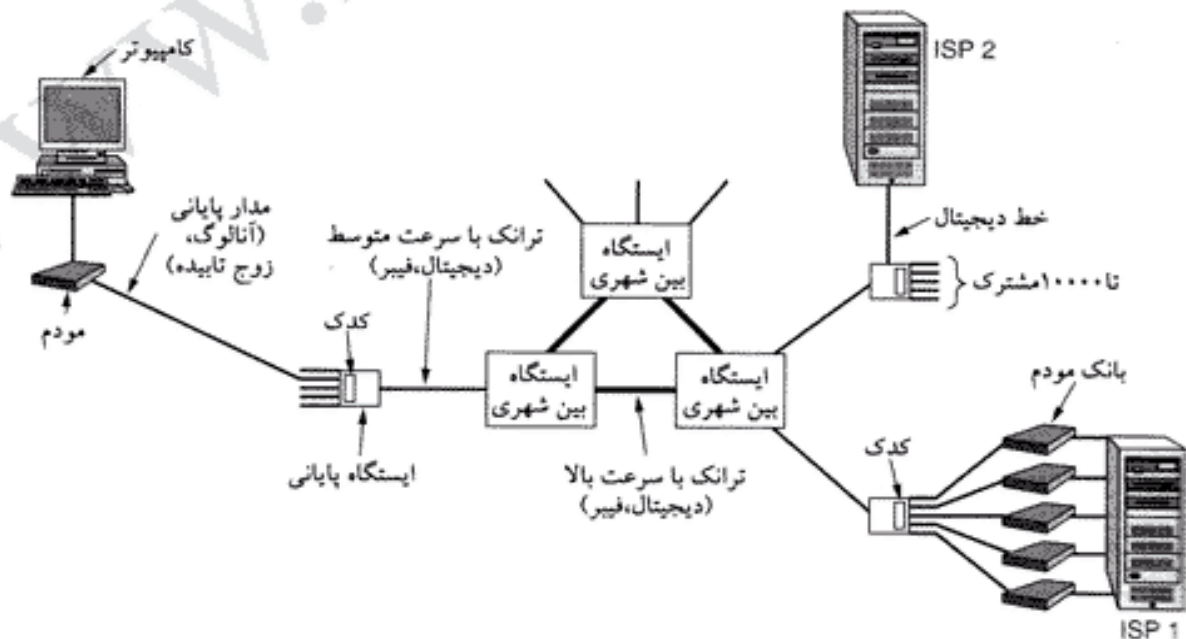 کامپیوتر
ISP 2
مدار پایانی
(آنالوگ،
زوج تابیده)
مودم
ترانک با سرعت متوسط
(دیجیتال،فیبر)
ایستگاه
بین شهری
خط دیجیتال
تا ۱۰۰۰۰مشترک
کدک
ایستگاه
بین شهری
ایستگاه
بین شهری
بانک مودم
ایستگاه پایانی
ترانک با سرعت بالا
(دیجیتال،فیبر)
کدک
ISP 1